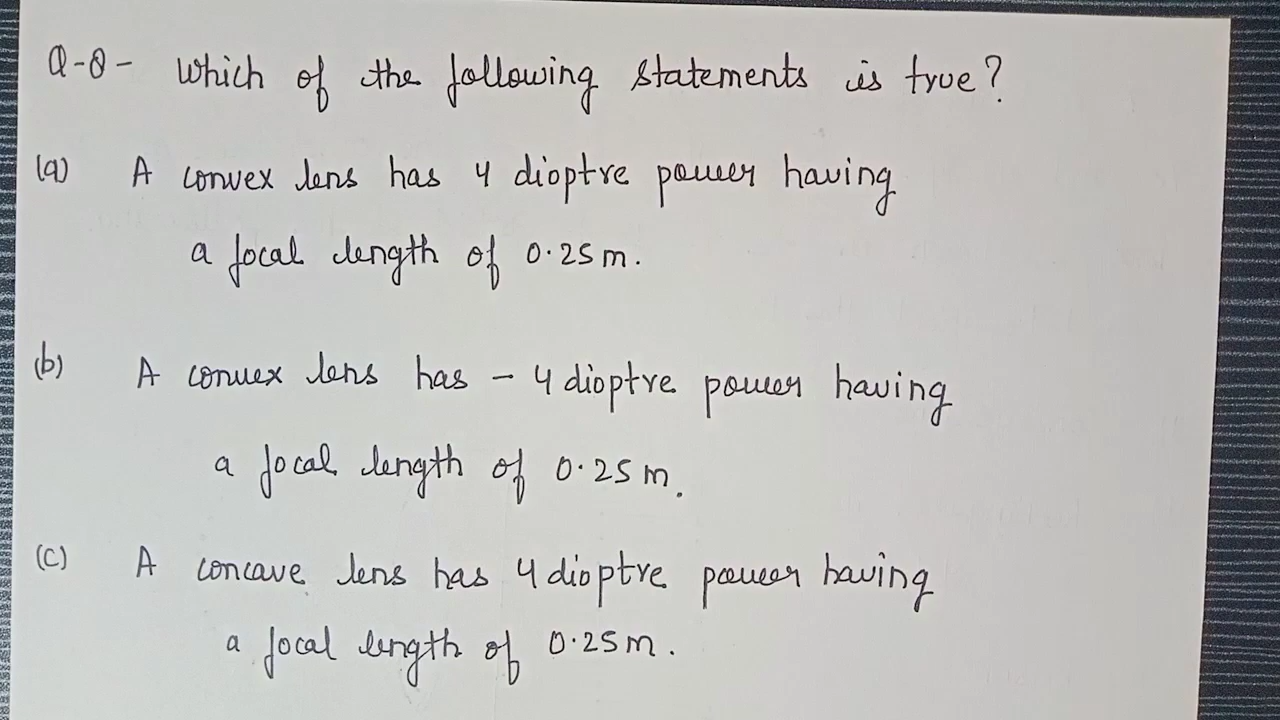 Q-8- Which of the following statements is true?
(a) A convex lens has 4 dioptre power having
a focal length of 0.25m.
(b) A convex lens has - 4 dioptre power having
a focal length of 0.25 m.
(c) A concave lens has 4 dioptre power having
a focal length of 0.25m.